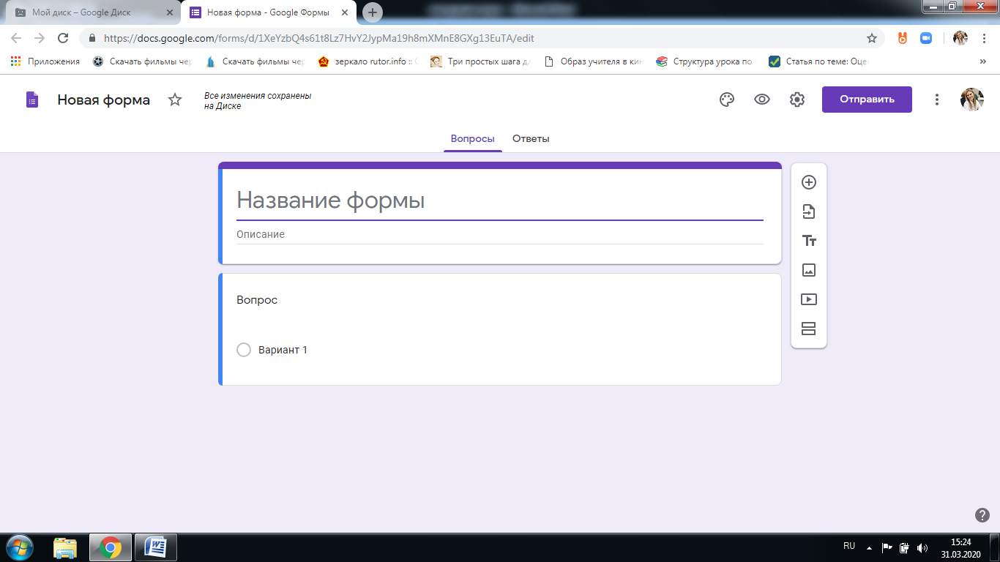 Мой диск – Google Диск
Новая форма - Google Формы
https://docs.google.com/forms/d/1XeYzbQ4s61t8Lz7HvY2JypMa19h8mXMnE8GXg13EuTA/edit
Приложения
Скачать фильмы чер
Скачать фильмы чер
зеркало rutor.info ::
Три простых шага д
Образ учителя в кин
Структура урока по
Статья по теме: Оце
»
Новая форма
Все изменения сохранены
на Диске
Отправить
Вопросы Ответы
Название формы
Описание
Вопрос
Вариант 1
RU
15:24
31.03.2020